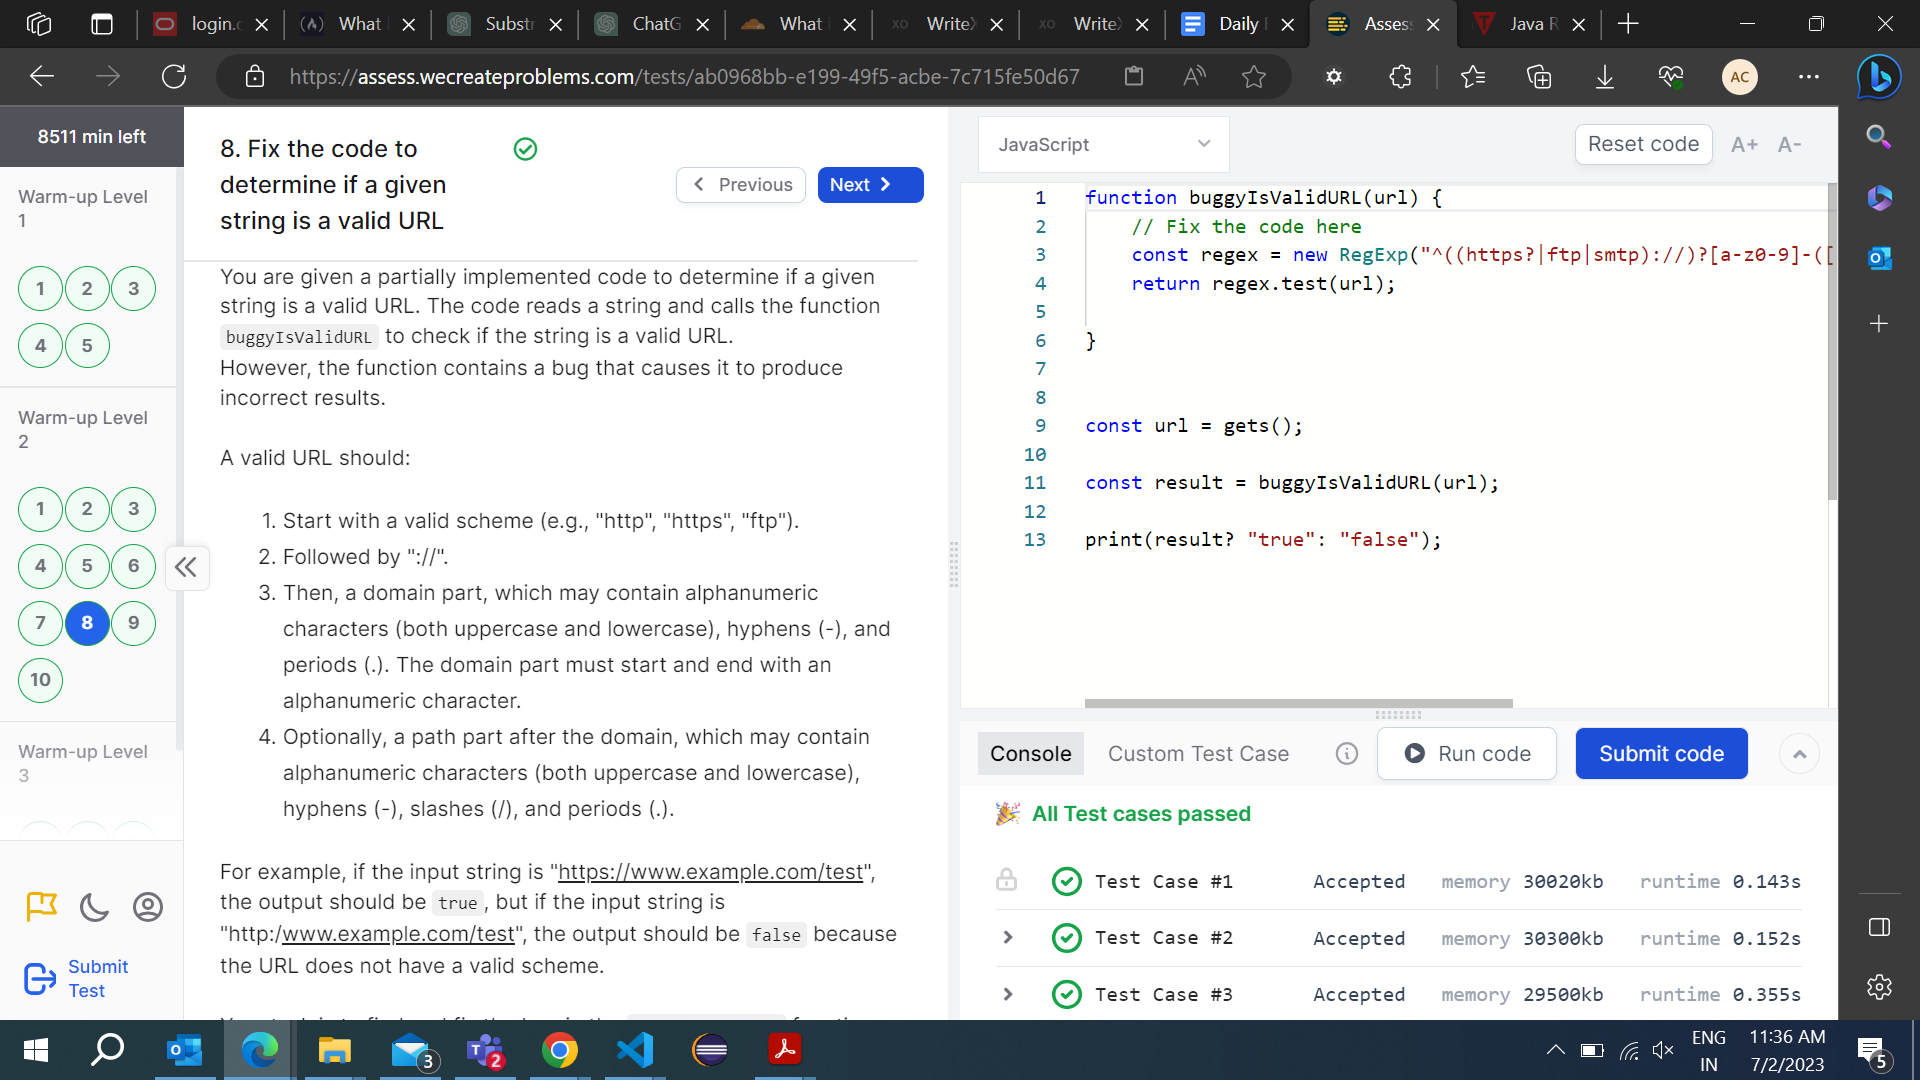 login.c
What
Substr
ChatG
What i
WriteX
WriteX
Daily E
Assess
Java R
https://assess.wecreateproblems.com/tests/ab0968bb-e199-49f5-acbe-7c715fe50d67
AC
8511 min left
Warm-up Level
1
1 2 3
4 5
Warm-up Level
2
1 2 3
4 5 6
7 8 9
10
Warm-up Level
3
Submit
Test
8. Fix the code to
determine if a given
string is a valid URL
Previous
Next
You are given a partially implemented code to determine if a given
string is a valid URL. The code reads a string and calls the function
buggyIsValidURL to check if the string is a valid URL.
However, the function contains a bug that causes it to produce
incorrect results.
A valid URL should:
1. Start with a valid scheme (e.g., "http", "https", "ftp").
2. Followed by "://".
3. Then, a domain part, which may contain alphanumeric
characters (both uppercase and lowercase), hyphens (-), and
periods (.). The domain part must start and end with an
alphanumeric character.
4. Optionally, a path part after the domain, which may contain
alphanumeric characters (both uppercase and lowercase),
hyphens (-), slashes (/), and periods (.).
For example, if the input string is "https://www.example.com/test",
the output should be true, but if the input string is
"http:/www.example.com/test", the output should be false because
the URL does not have a valid scheme.
JavaScript
Reset code
A+ A-
1 function buggyIsValidURL(url) {
2 // Fix the code here
3 const regex = new RegExp("^((https?|ftp|smtp)://)?[a-z0-9]-([
4 return regex.test(url);
5
6 }
7
8
9 const url = gets();
10
11 const result = buggyIsValidURL(url);
12
13 print(result? "true": "false");
Console
Custom Test Case
Run code
Submit code
All Test cases passed
Test Case #1 Accepted memory 30020kb runtime 0.143s
Test Case #2 Accepted memory 30300kb runtime 0.152s
Test Case #3 Accepted memory 29500kb runtime 0.355s
3
2
ENG
IN
11:36 AM
7/2/2023
5